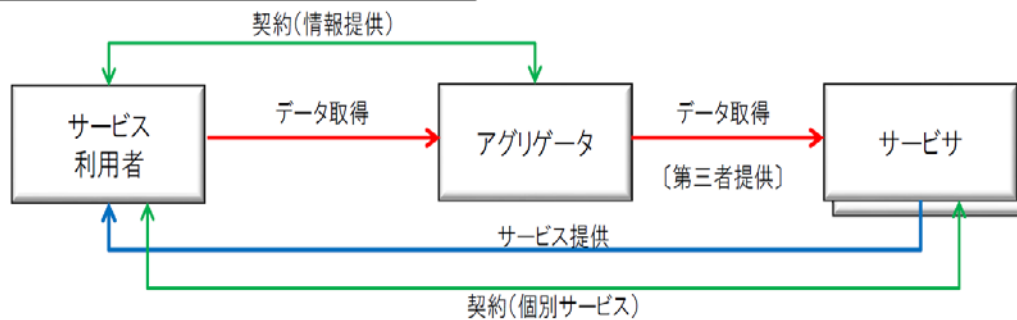 契約(情報提供)
サービス
利用者
データ取得
アグリゲータ
データ取得
〔第三者提供〕
サービサ
サービス提供
契約(個別サービス)